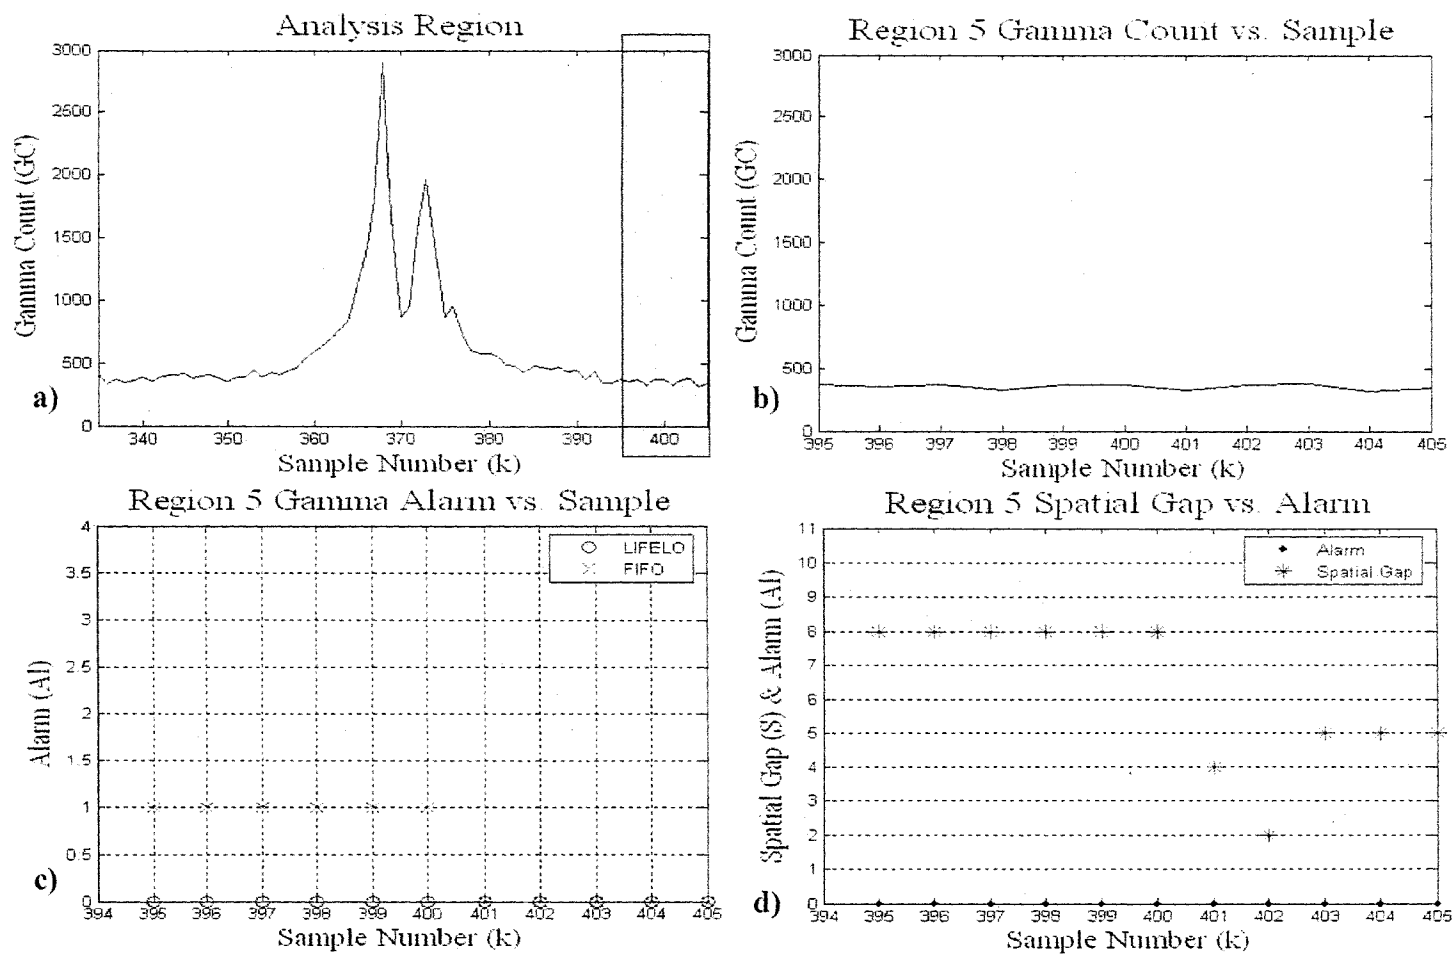 Analysis Region
3000
2500
2000
1500
1000
500
0
Gamma Count (GC)
340 350 360 370 380 390 400
Sample Number (k)
a)
Region 5 Gamma Count vs. Sample
3000
2500
2000
1500
1000
500
0
Gamma Count (GC)
395 396 397 398 399 400 401 402 403 404 405
Sample Number (k)
b)
Region 5 Gamma Alarm vs. Sample
4
3.5
3
2.5
2
1.5
1
0.5
0
Alarm (Al)
LIFELO
FIFO
394 395 396 397 398 399 400 401 402 403 404 405
Sample Number (k)
c)
Region 5 Spatial Gap vs. Alarm
11
10
9
8
7
6
5
4
3
2
1
0
Spatial Gap (S) & Alarm (Al)
Alarm
Spatial Gap
394 395 396 397 398 399 400 401 402 403 404 405
Sample Number (k)
d)